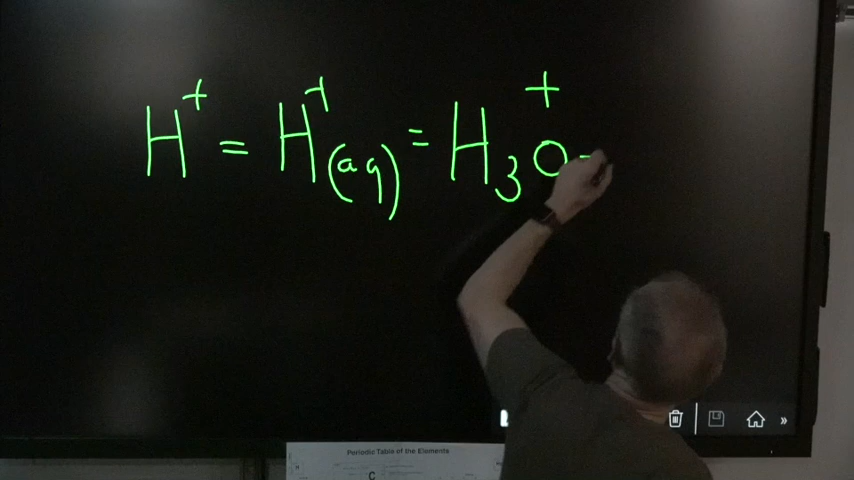 H⁺ = H⁺(aq) = H₃O⁺
Periodic Table of the Elements
C